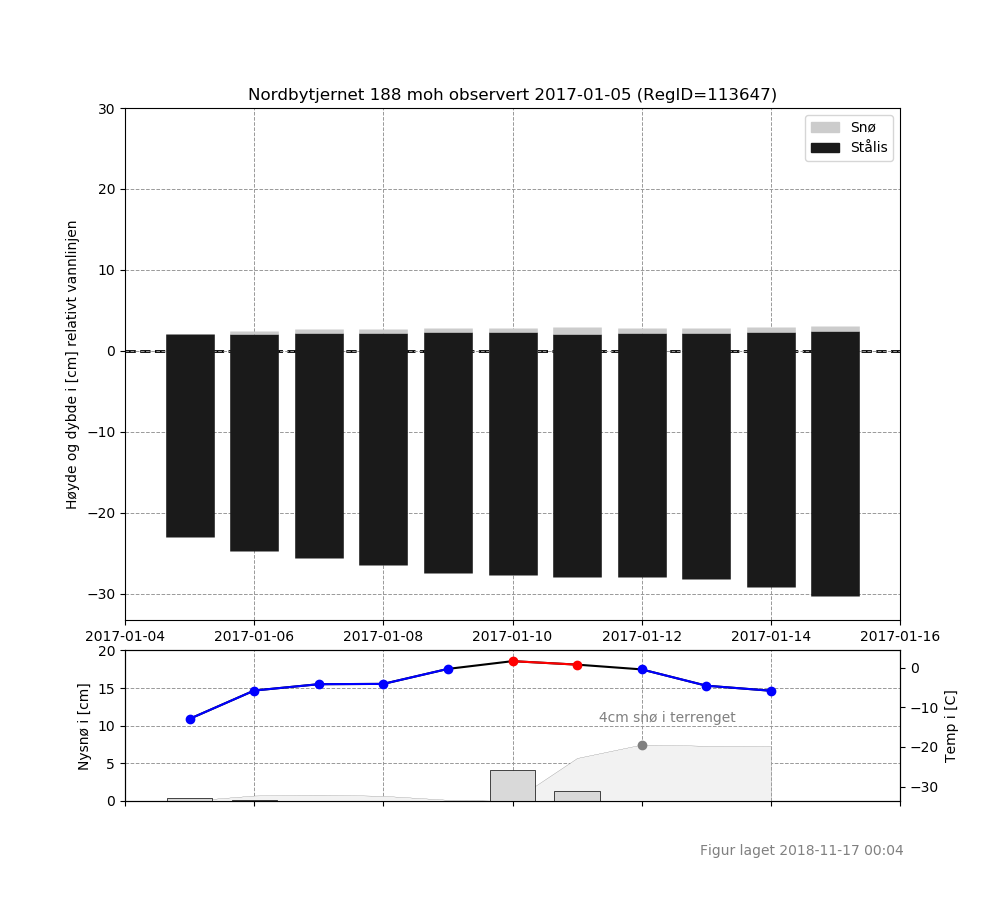 Nordbytjernet 188 moh observert 2017-01-05 (RegID=113647)
Snø
Stålis
Høyde og dybde i [cm] relativt vannlinjen
30
20
10
0
−10
−20
−30
2017-01-04 2017-01-06 2017-01-08 2017-01-10 2017-01-12 2017-01-14 2017-01-16
Nysnø i [cm]
20
15
10
5
0
4cm snø i terrenget
0
−10
−20
−30
Temp i [C]
Figur laget 2018-11-17 00:04